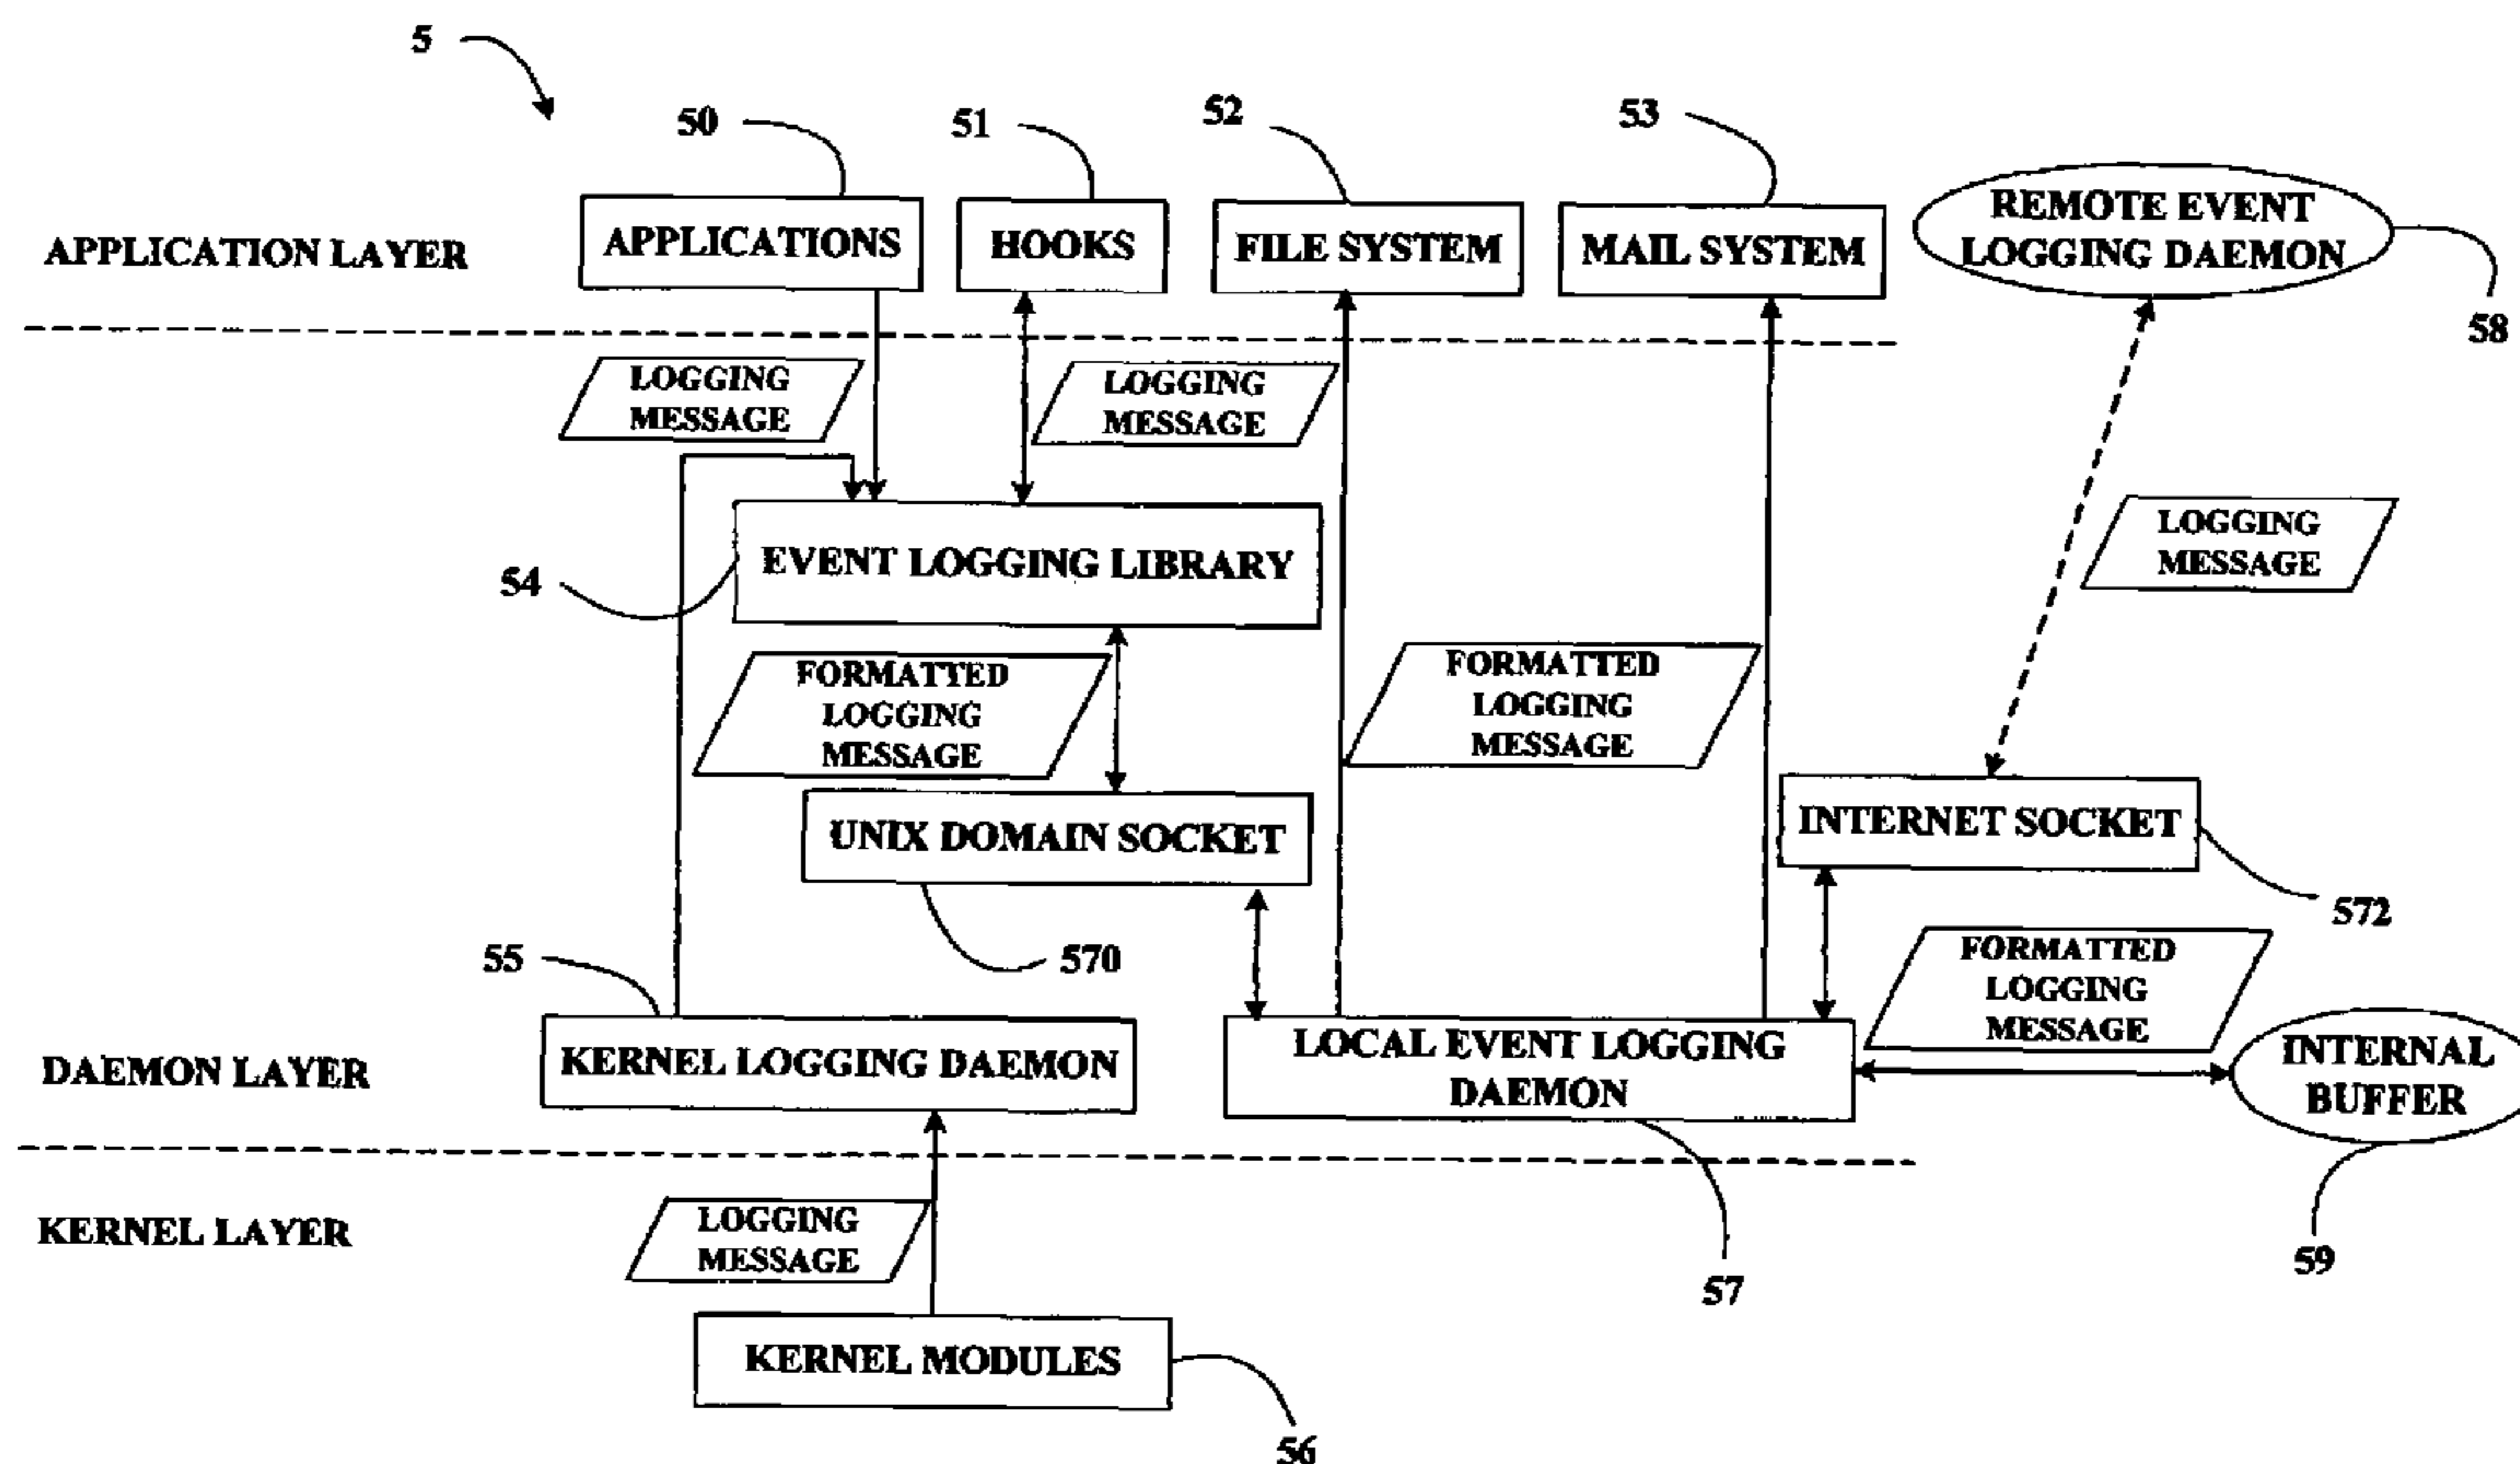 5
50
51
52
53
APPLICATION LAYER
APPLICATIONS
HOOKS
FILE SYSTEM
MAIL SYSTEM
REMOTE EVENT
LOGGING DAEMON
58
LOGGING
MESSAGE
LOGGING
MESSAGE
LOGGING
MESSAGE
54
EVENT LOGGING LIBRARY
FORMATTED
LOGGING
MESSAGE
FORMATTED
LOGGING
MESSAGE
UNIX DOMAIN SOCKET
INTERNET SOCKET
572
55
570
FORMATTED
LOGGING
MESSAGE
DAEMON LAYER
KERNEL LOGGING DAEMON
LOCAL EVENT LOGGING
DAEMON
INTERNAL
BUFFER
KERNEL LAYER
LOGGING
MESSAGE
57
59
KERNEL MODULES
56